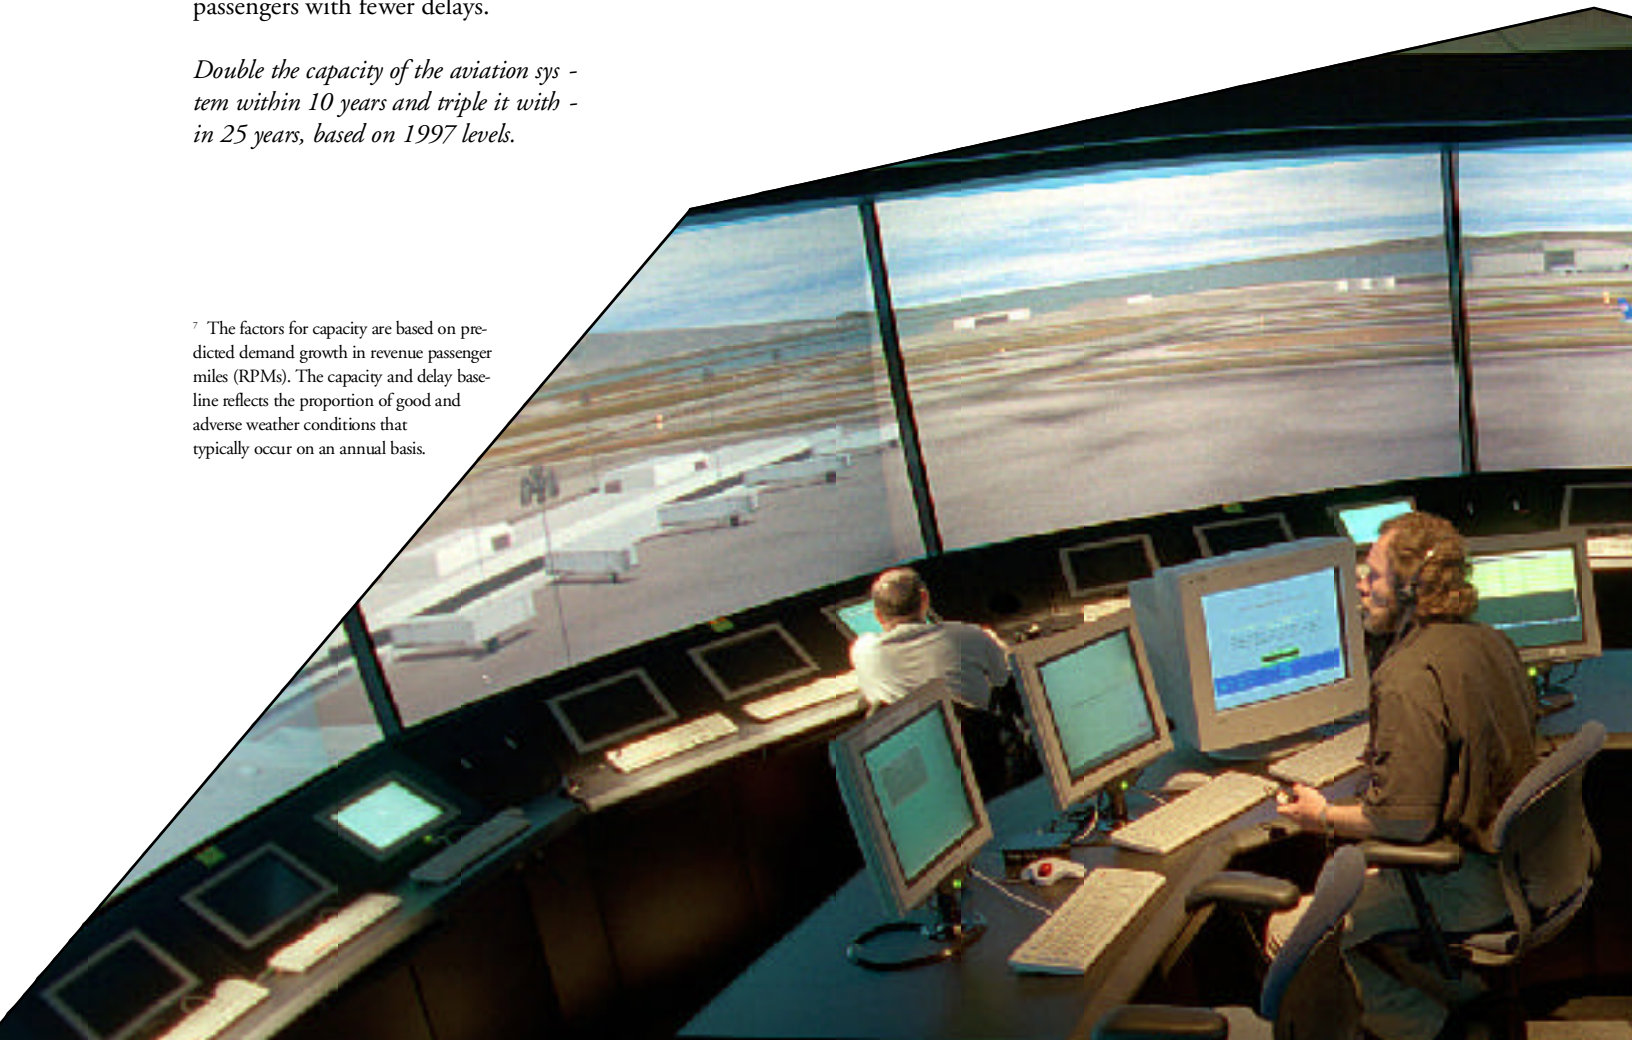 passengers with fewer delays.
Double the capacity of the aviation sys -
tem within 10 years and triple it with -
in 25 years, based on 1997 levels.
7 The factors for capacity are based on pre-
dicted demand growth in revenue passenger
miles (RPMs). The capacity and delay base-
line reflects the proportion of good and
adverse weather conditions that
typically occur on an annual basis.